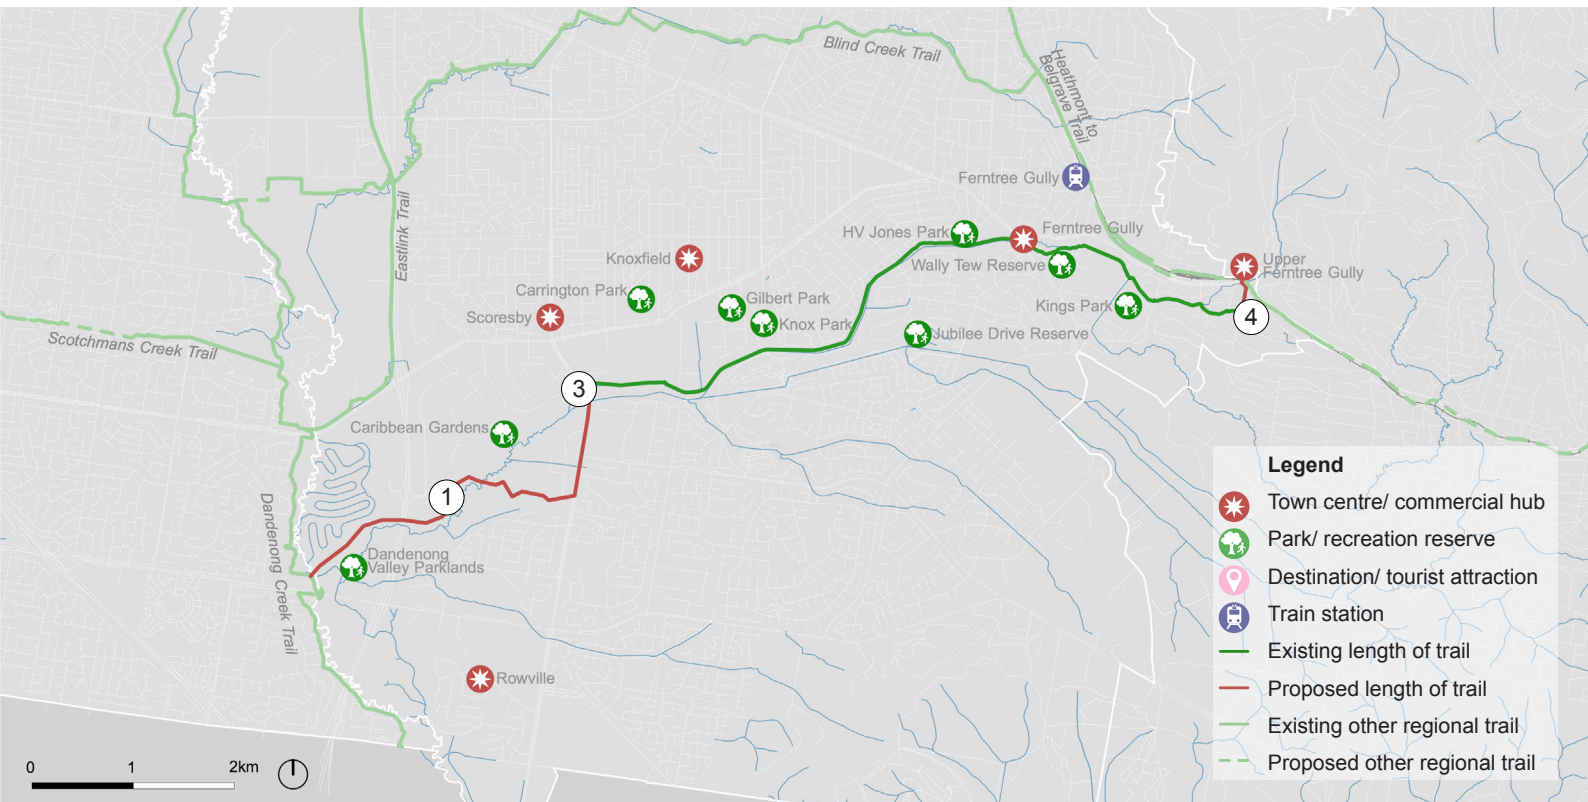 Blind Creek Trail
Heathmont to
Belgrave Trail
Ferntree Gully
HV Jones Park
Ferntree Gully
Knoxfield
Wally Tew Reserve
Upper
Ferntree Gully
Eastlink Trail
Carrington Park
Gilbert Park
Kings Park
Scoresby
Knox Park
4
Jubilee Drive Reserve
Scotchmans Creek Trail
3
Caribbean Gardens
1
Dandenong Creek Trail
Dandenong
Valley Parklands
Rowville
Legend
Town centre/ commercial hub
Park/ recreation reserve
Destination/ tourist attraction
Train station
Existing length of trail
Proposed length of trail
Existing other regional trail
Proposed other regional trail
0 1 2km